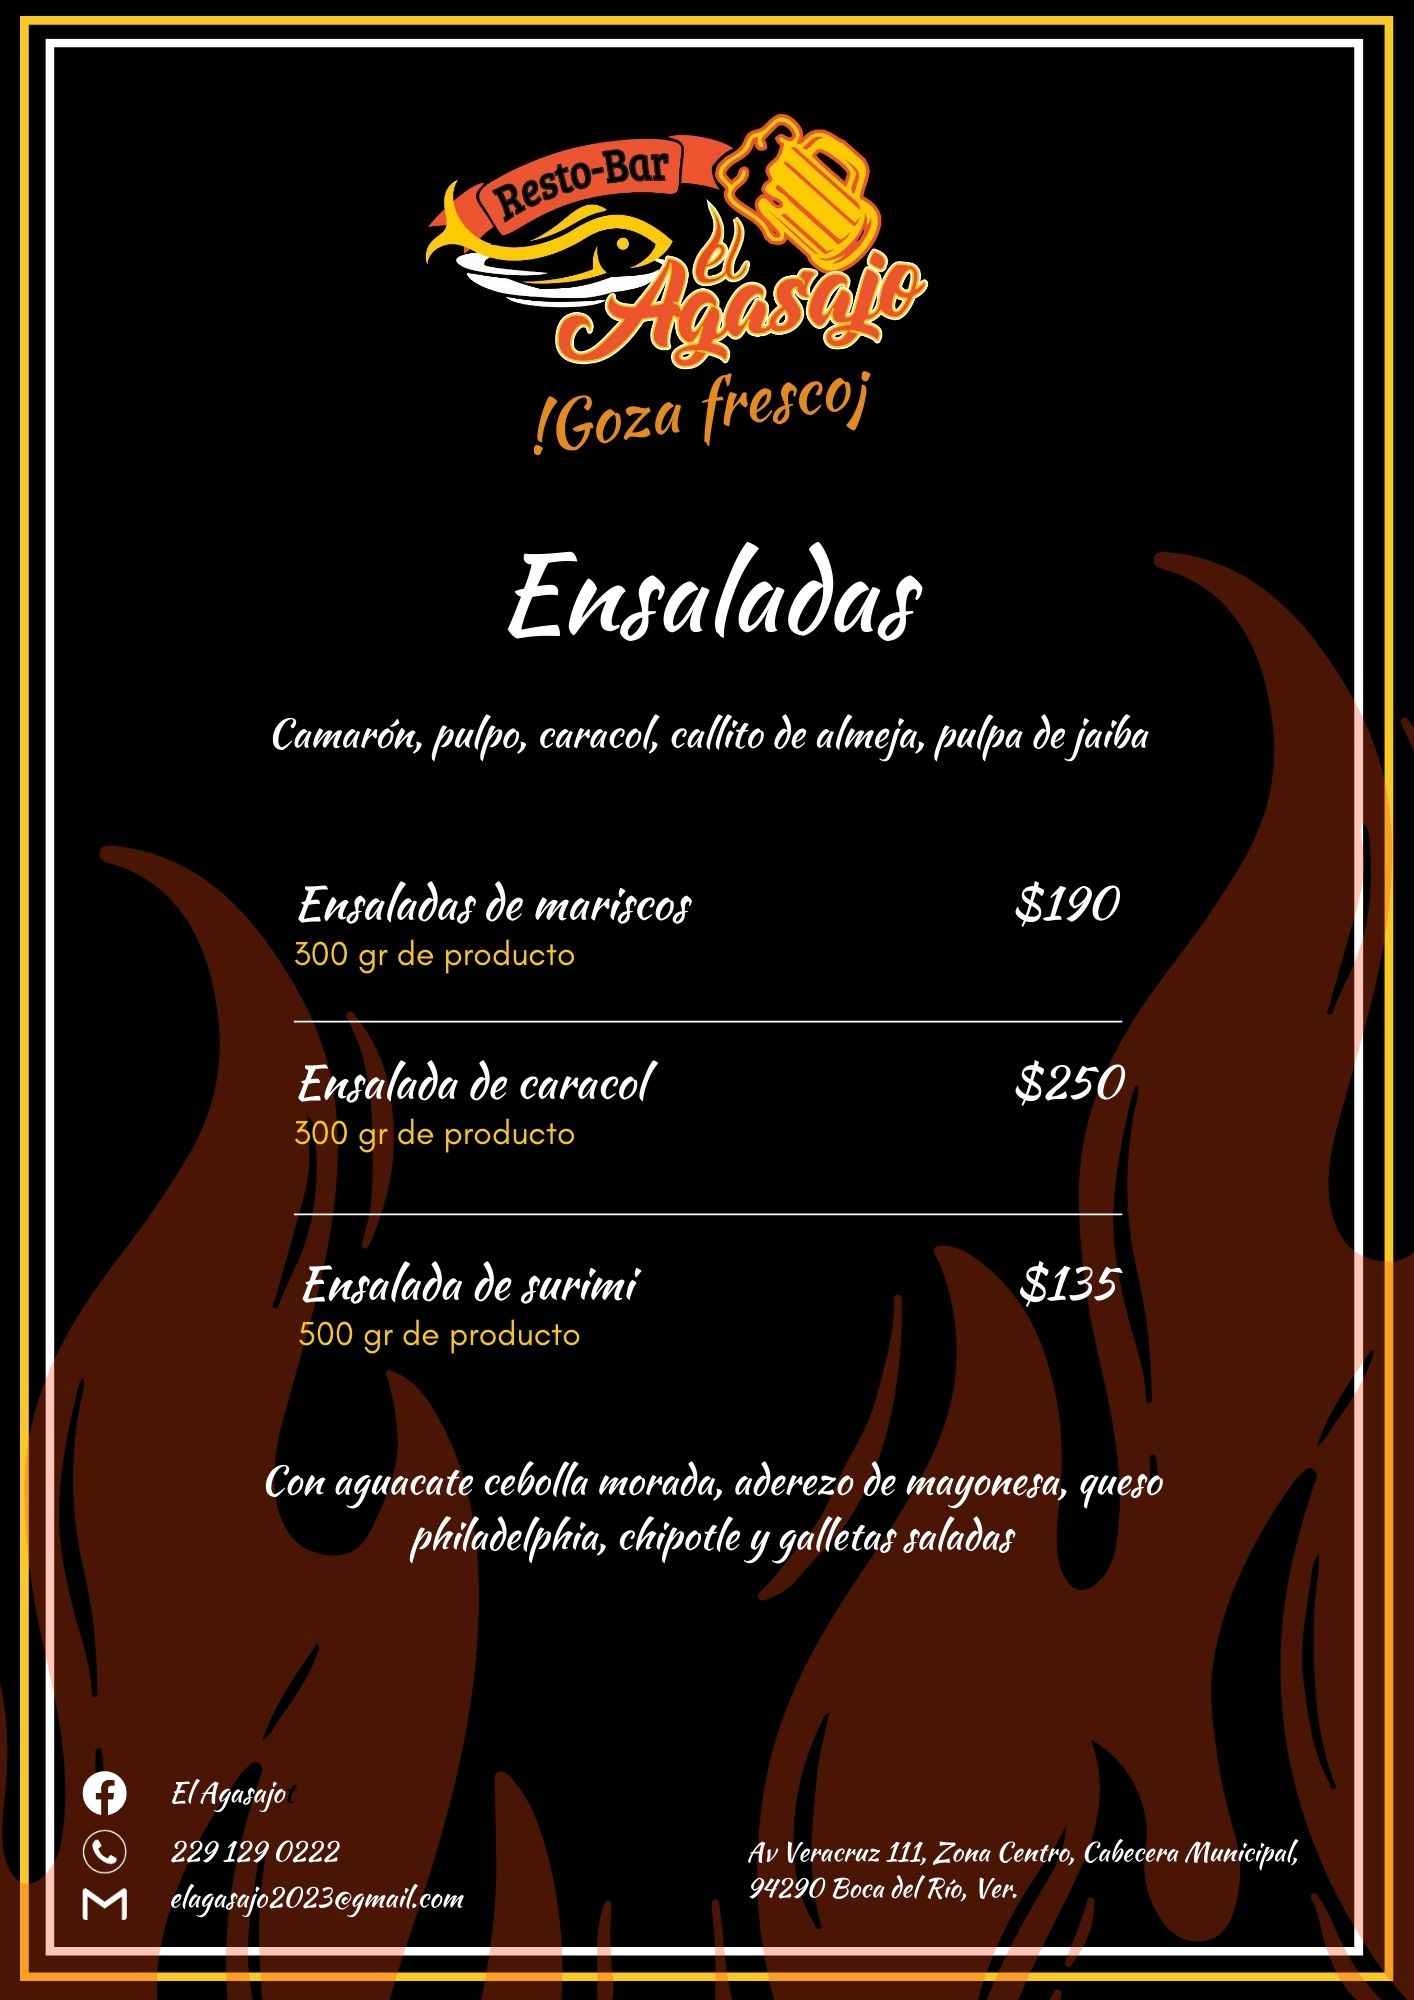 Resto-Bar
el
Agasajo
!Goza fresco¡
Ensaladas
Camarón, pulpo, caracol, callito de almeja, pulpa de jaiba
Ensaladas de mariscos $190
300 gr de producto
Ensalada de caracol $250
300 gr de producto
Ensalada de surimi $135
500 gr de producto
Con aguacate cebolla morada, aderezo de mayonesa, queso
philadelphia, chipotle y galletas saladas
El Agasajo
229 129 0222
elagasajo2023@gmail.com
Av Veracruz 111, Zona Centro, Cabecera Municipal,
94290 Boca del Río, Ver.